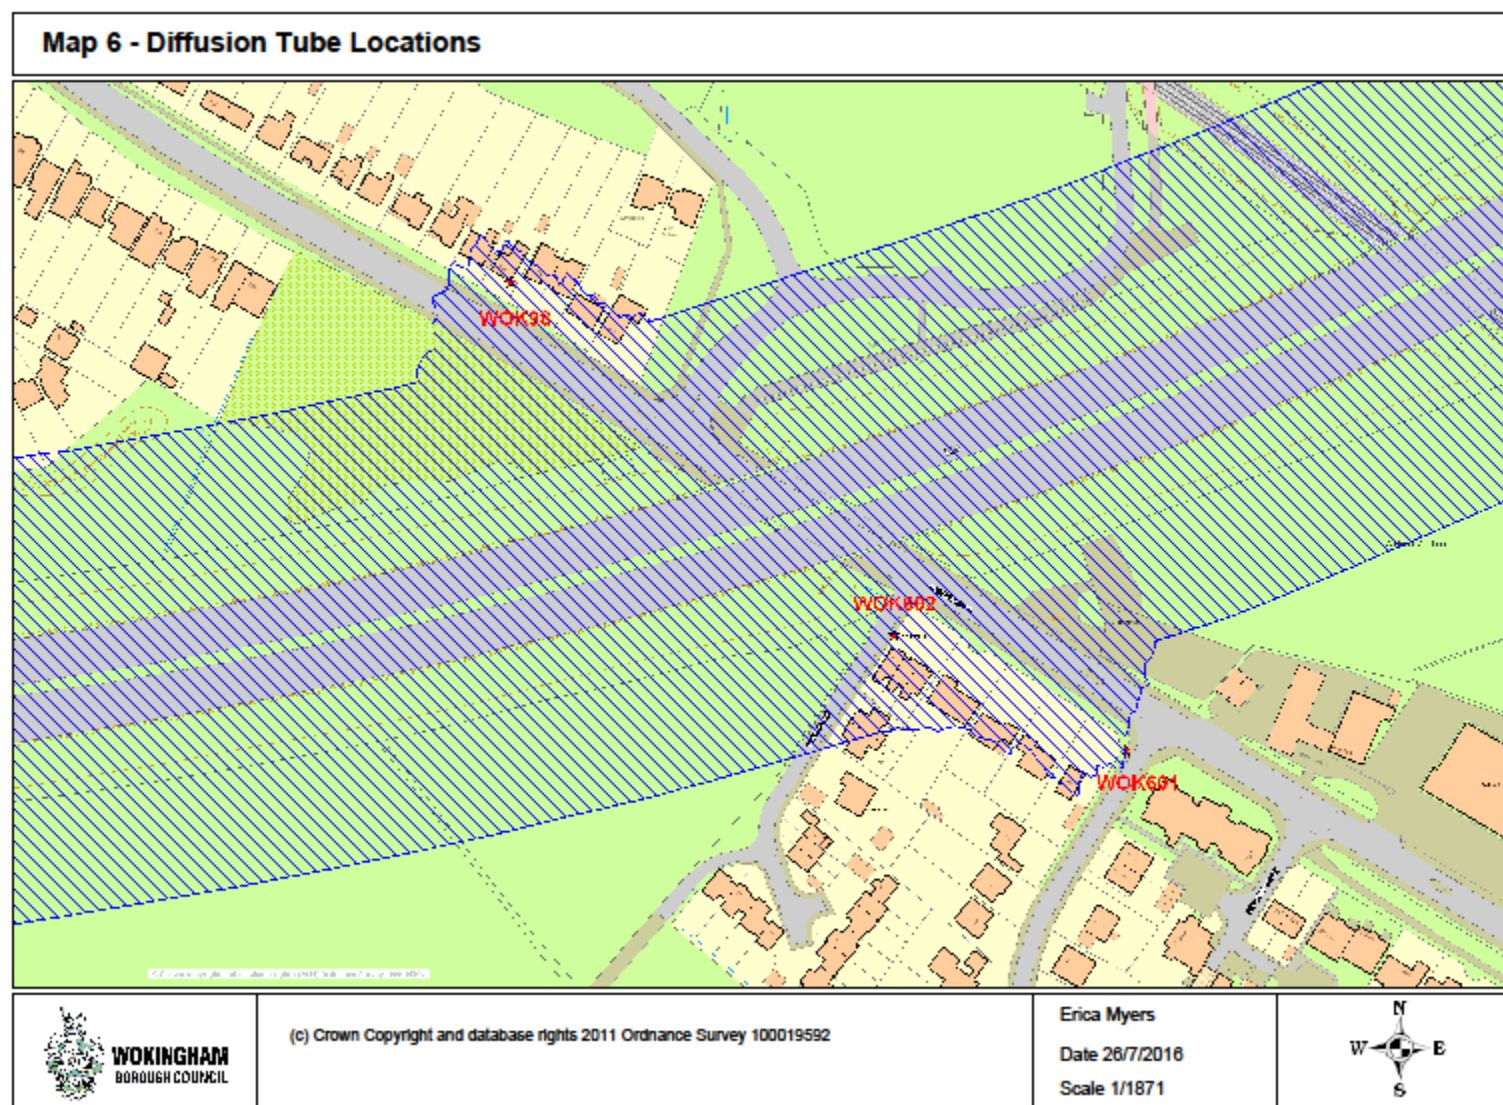 Map 6 - Diffusion Tube Locations
WOK98
WOK602
WOK601
WOKINGHAM
BOROUGH COUNCIL
(c) Crown Copyright and database rights 2011 Ordnance Survey 100019592
Erica Myers
Date 26/7/2016
Scale 1/1871
N
W E
S